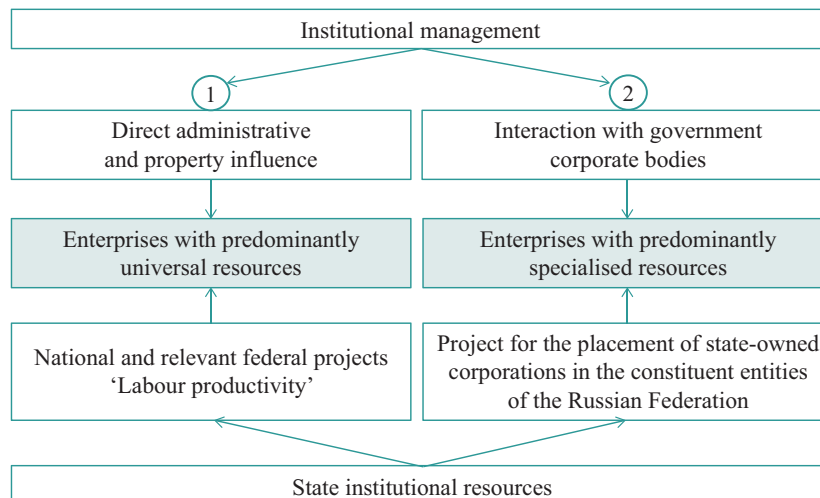 Institutional management
1
2
Direct administrative
and property influence
Interaction with government
corporate bodies
Enterprises with predominantly
universal resources
Enterprises with predominantly
specialised resources
National and relevant federal projects
‘Labour productivity’
Project for the placement of state-owned
corporations in the constituent entities
of the Russian Federation
State institutional resources